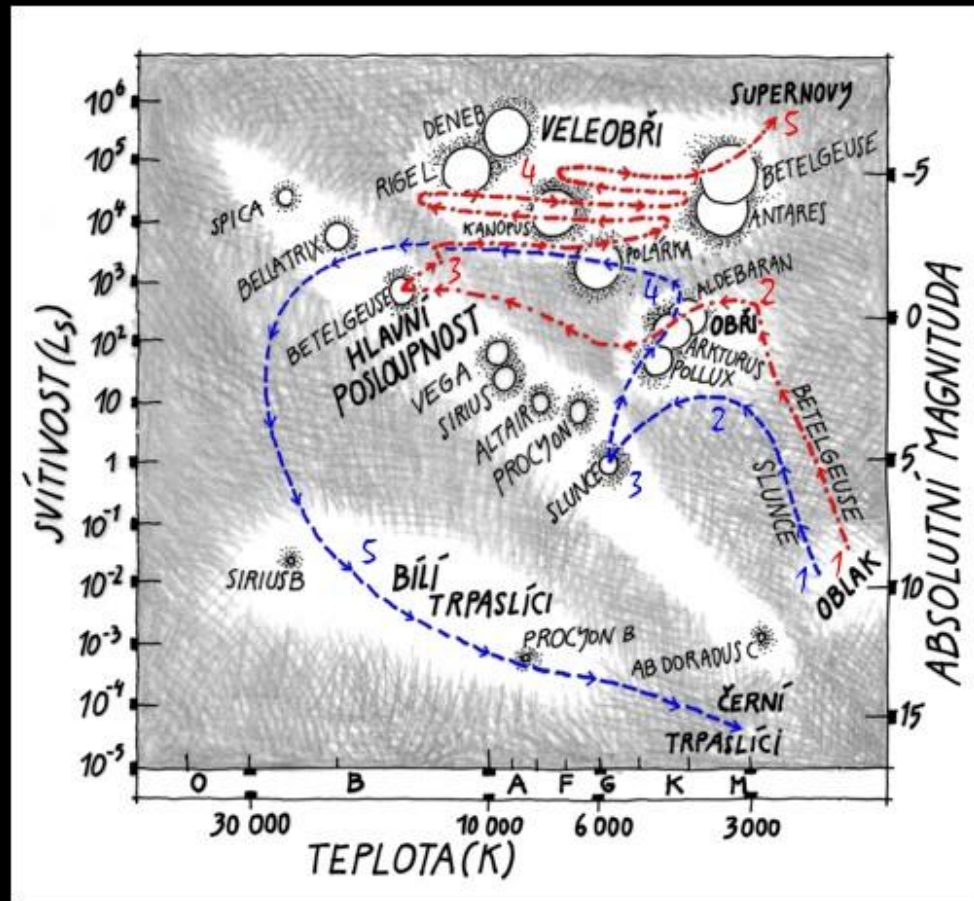 SVÍTIVOST (Ls)
10⁶
10⁵
10⁴
10³
10²
10
1
10⁻¹
10⁻²
10⁻³
10⁻⁴
10⁻⁵
DENEB
VELEOBŘI
SUPERNOVY
5
RIGEL
4
BETELGEUSE
SPICA
KANOPUS
ANTARES
BELLATRIX
POLÁRKA
3
4
ALDEBARAN
2
BETELGEUSE
HLAVNÍ
POSLOUPNOST
OBŘI
ARKTURUS
POLLUX
VEGA
SIRIUS
ALTAIR
PROCYON
2
BETELGEUSE
SLUNCE
3
SLUNCE
5
1
1
OBLAK
SIRIUS B
BÍLÍ
TRPASLÍCI
PROCYON B
AB DORADUS C
ČERNÍ
TRPASLÍCÍ
-5
0
5
10
15
ABSOLUTNÍ MAGNITUDA
O B A F G K M
30 000 10 000 6 000 3000
TEPLOTA (K)